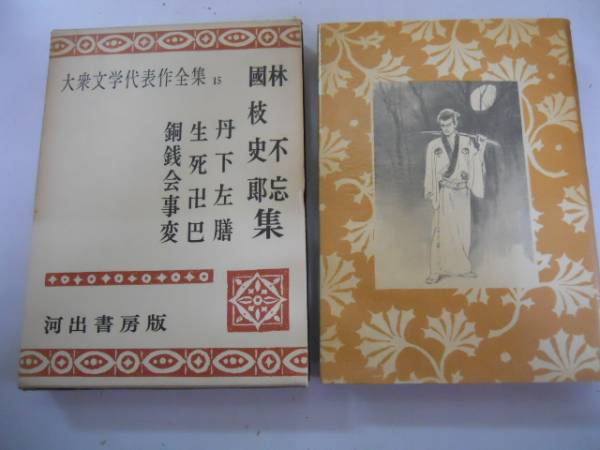 大衆文学代表作全集 15
林不忘
國枝史郎
集
丹下左膳
生死卍巴
銅銭会事変
河出書房版